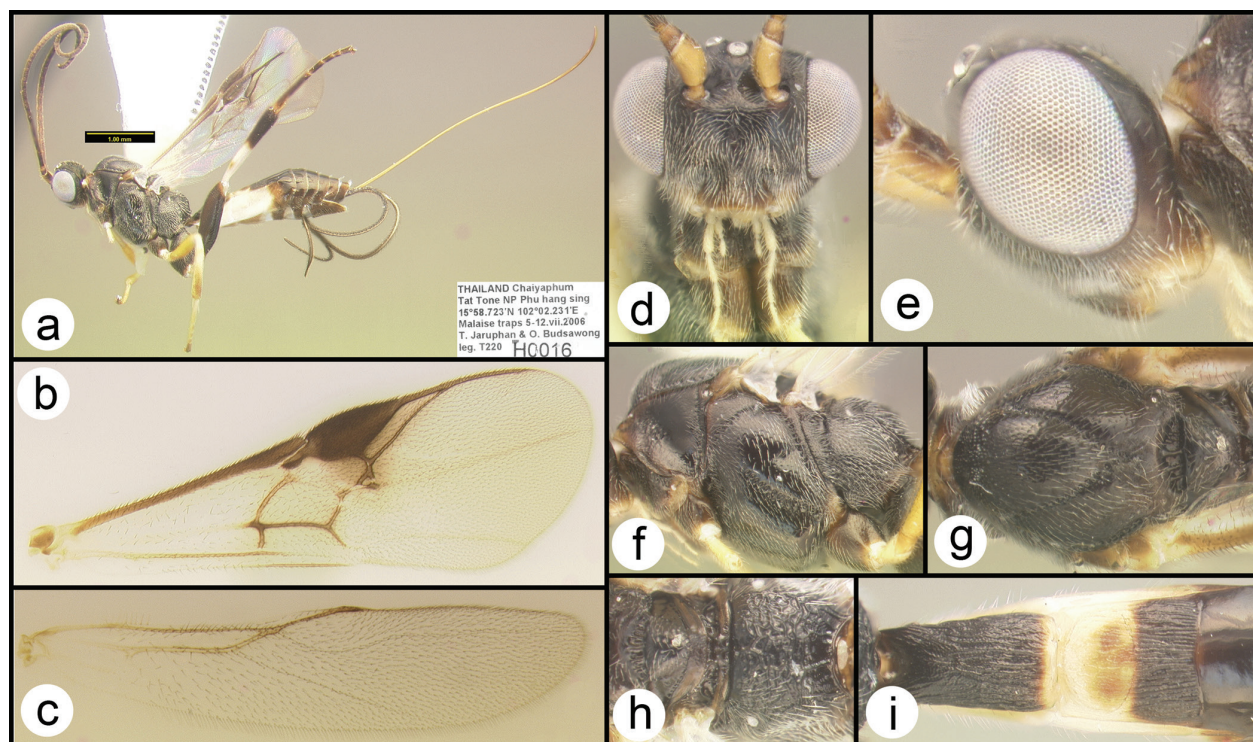 1.00 mm
THAILAND Chaiyaphum
Tat Tone NP Phu hang sing
15°58.723'N 102°02.231'E
Malaise traps 5-12.vii.2006
T. Jaruphan & O. Budsawong
leg. T220 H0016
a
b
c
d
e
f
g
h
i